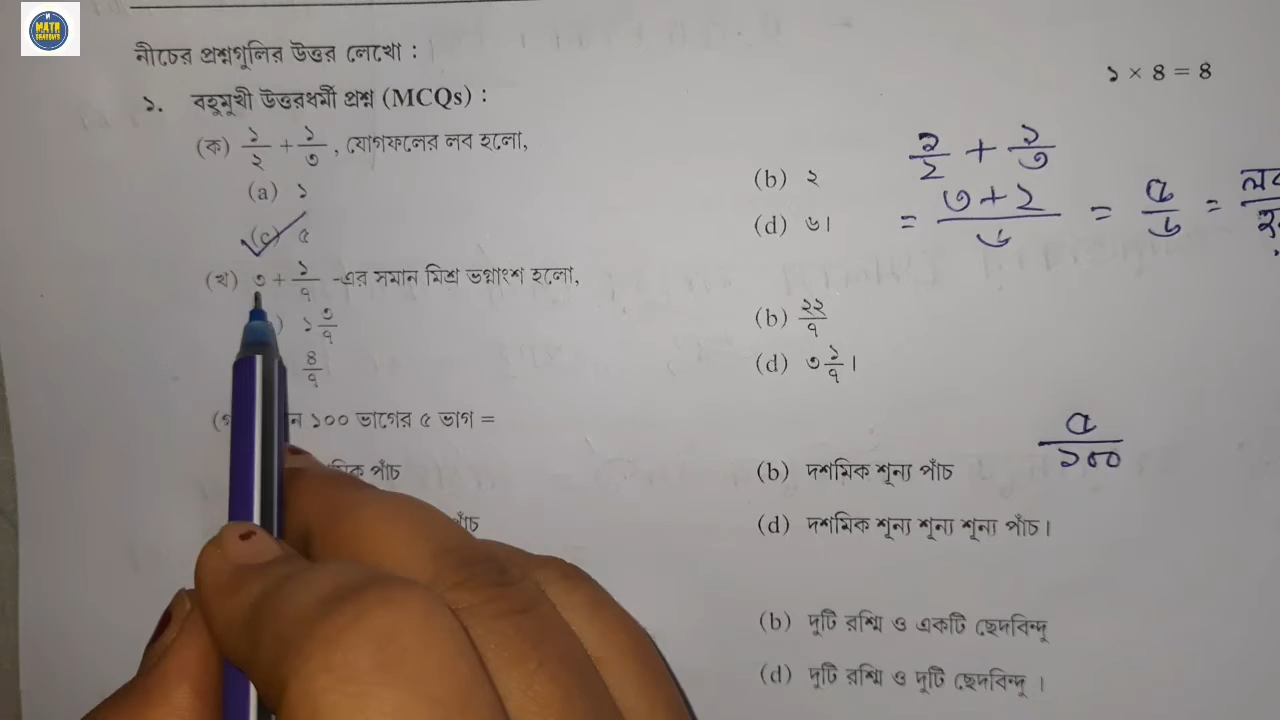 MATH
নীচের প্রশ্নগুলির উত্তর লেখো :
১ × 8 = 8
১. বহুমুখী উত্তরধর্মী প্রশ্ন (MCQs) :
(ক) ১/২ + ১/৩ , যোগফলের লব হলো,
(a) ১
(b) ২
(c) ৫
(d) ৬।
১/২ + ১/৩
= ৩+২/৬ = ৫/৬ =
(খ) ৩ + ১/৭ -এর সমান মিশ্র ভগ্নাংশ হলো,
) ১ ৩/৭
(b) ২২/৭
৪/৭
(d) ৩ ১/৭ ।
১০০ ভাগের ৫ ভাগ =
৫/১০০
পাঁচ
(b) দশমিক শূন্য পাঁচ
(d) দশমিক শূন্য শূন্য শূন্য পাঁচ।
(b) দুটি রশ্মি ও একটি ছেদবিন্দু
(d) দুটি রশ্মি ও দুটি ছেদবিন্দু ।